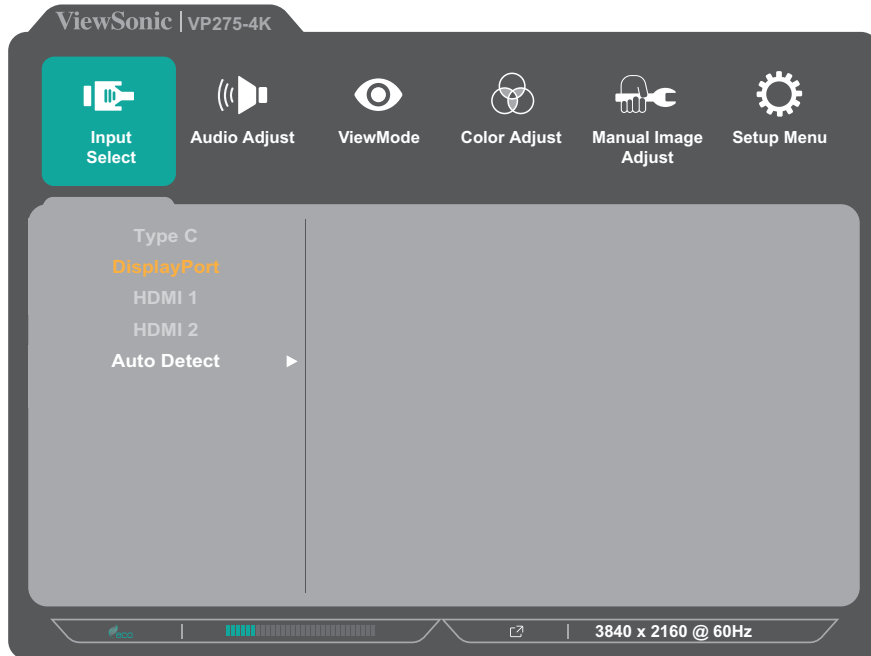 ViewSonic | VP275-4K
Input Select
Audio Adjust
ViewMode
Color Adjust
Manual Image Adjust
Setup Menu
Type C
DisplayPort
HDMI 1
HDMI 2
Auto Detect
eco
3840 x 2160 @ 60Hz